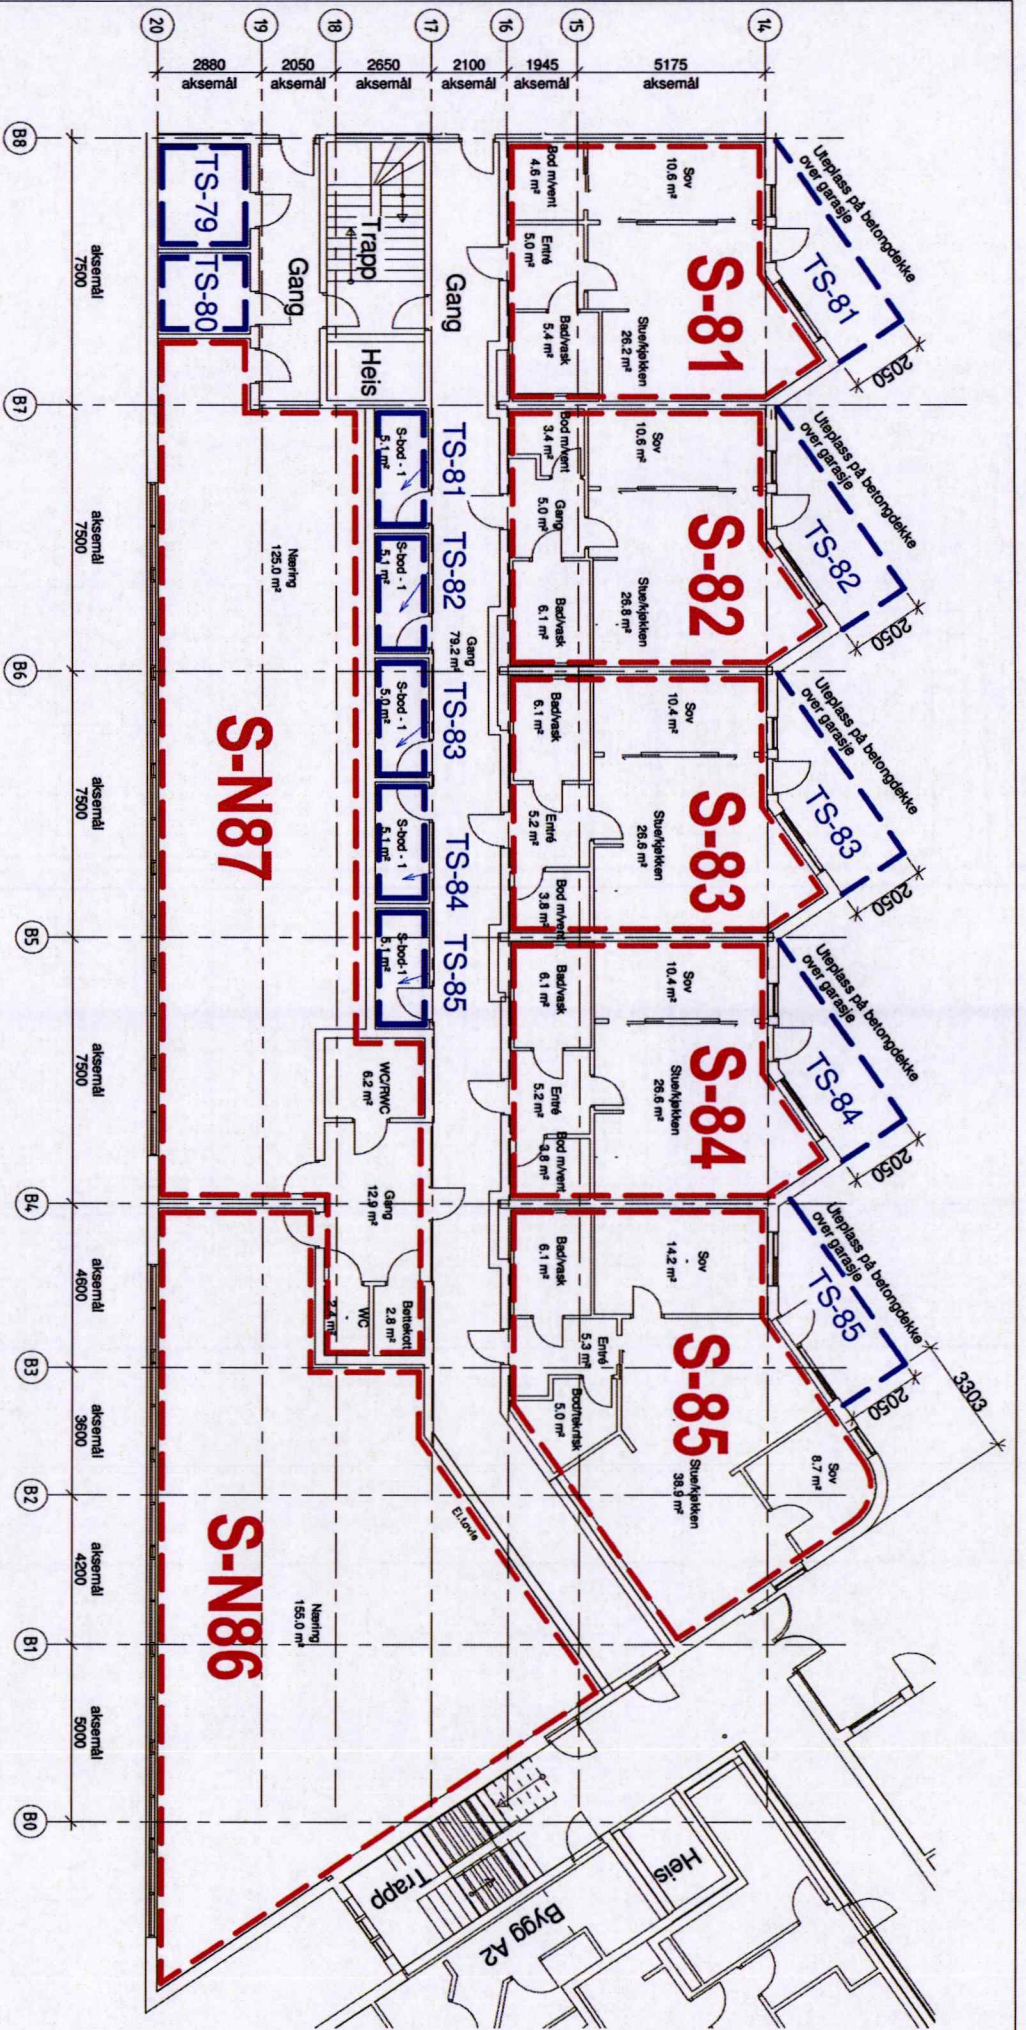 20
19
18
17
16
15
14
2880
aksemål
2050
aksemål
2650
aksemål
2100
aksemål
1945
aksemål
5175
aksemål
B8
B7
B6
B5
B4
B3
B2
B1
B0
aksemål
7500
aksemål
7500
aksemål
7500
aksemål
7500
aksemål
4600
aksemål
3600
aksemål
4200
aksemål
5000
Uteplass på betongdekke
over garasje
TS-81
2050
Uteplass på betongdekke
over garasje
TS-82
2050
Uteplass på betongdekke
over garasje
TS-83
2050
Uteplass på betongdekke
over garasje
TS-84
2050
Uteplass på betongdekke
over garasje
TS-85
2050
3303
S-81
Sov
10.6 m²
Stue/kjøkken
26.2 m²
Bod m/vent
4.6 m²
Entré
5.0 m²
Bad/vask
5.4 m²
S-82
Sov
10.6 m²
Stue/kjøkken
26.8 m²
Bod m/vent
3.4 m²
Gang
5.0 m²
Bad/vask
6.1 m²
S-83
Sov
10.4 m²
Stue/kjøkken
26.6 m²
Bad/vask
6.1 m²
Entré
5.2 m²
Bod m/vent
3.8 m²
S-84
Sov
10.4 m²
Stue/kjøkken
26.6 m²
Bad/vask
6.1 m²
Entré
5.2 m²
Bod m/vent
3.8 m²
S-85
Sov
14.2 m²
Stue/kjøkken
38.9 m²
Sov
8.7 m²
Bad/vask
6.1 m²
Entré
5.3 m²
Bod/teknisk
5.0 m²
Gang
Trapp
Heis
Gang
TS-79
TS-80
TS-81
TS-82
Gang
79.2 m²
TS-83
TS-84
TS-85
S-bod - 1
5.1 m²
S-bod - 1
5.1 m²
S-bod - 1
5.0 m²
S-bod - 1
5.1 m²
S-bod-1
5.1 m²
Næring
125.0 m²
S-N87
WC/RWC
6.2 m²
Gang
12.9 m²
Bøttekott
2.8 m²
WC
2.4 m²
El.tavle
S-N86
Næring
155.0 m²
Trapp
Heis
Bygg A2